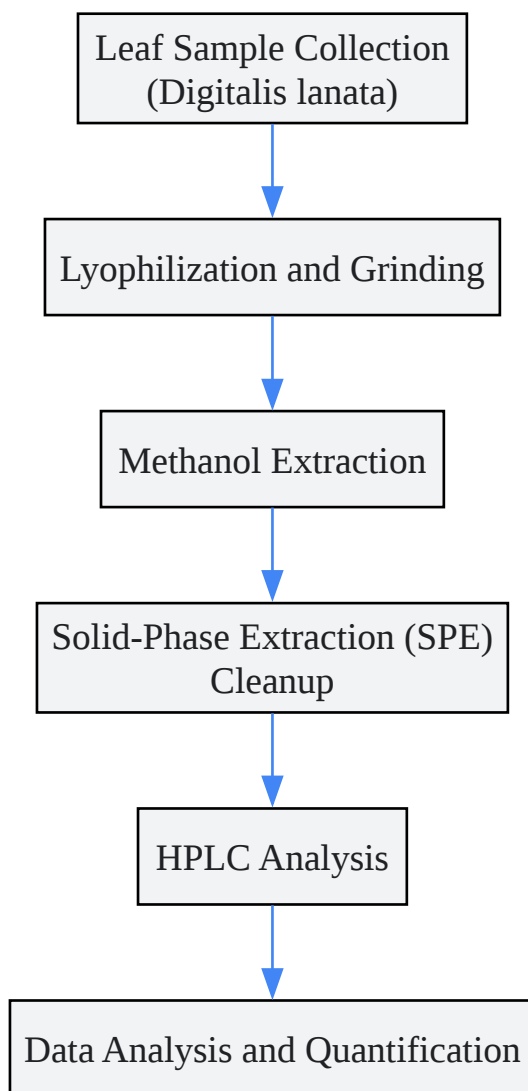 Leaf Sample Collection
(Digitalis lanata)
Lyophilization and Grinding
Methanol Extraction
Solid-Phase Extraction (SPE)
Cleanup
HPLC Analysis
Data Analysis and Quantification